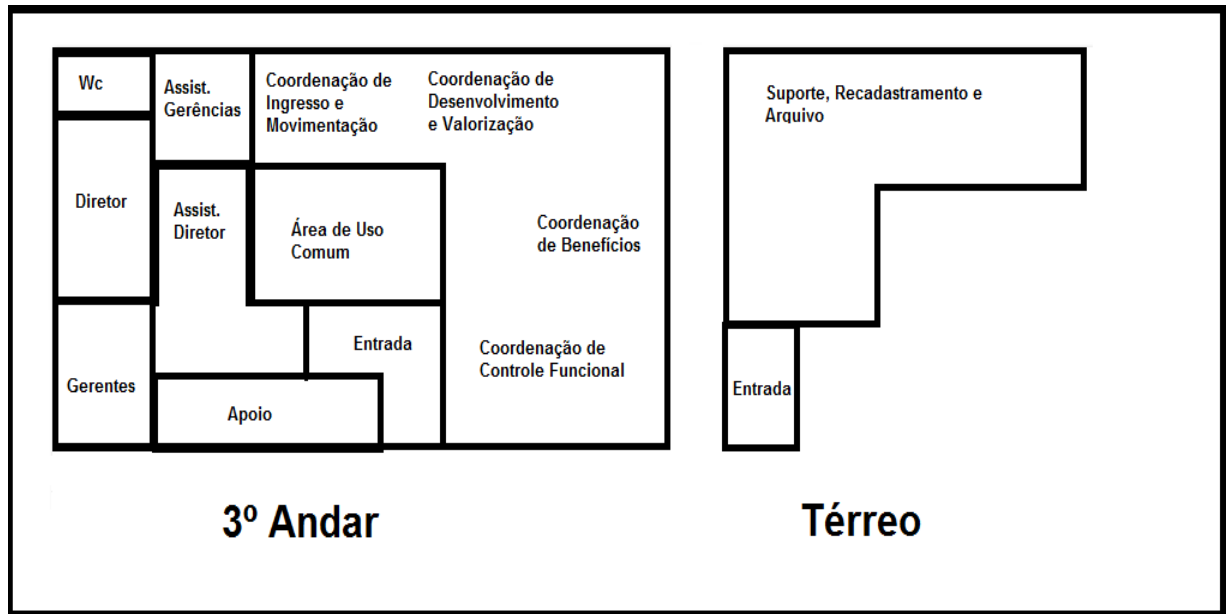 Wc
Assist.
Gerências
Coordenação de
Ingresso e
Movimentação
Coordenação de
Desenvolvimento
e Valorização
Diretor
Assist.
Diretor
Área de Uso
Comum
Coordenação
de Benefícios
Gerentes
Entrada
Coordenação de
Controle Funcional
Apoio
3º Andar
Suporte, Recadastramento e
Arquivo
Entrada
Térreo